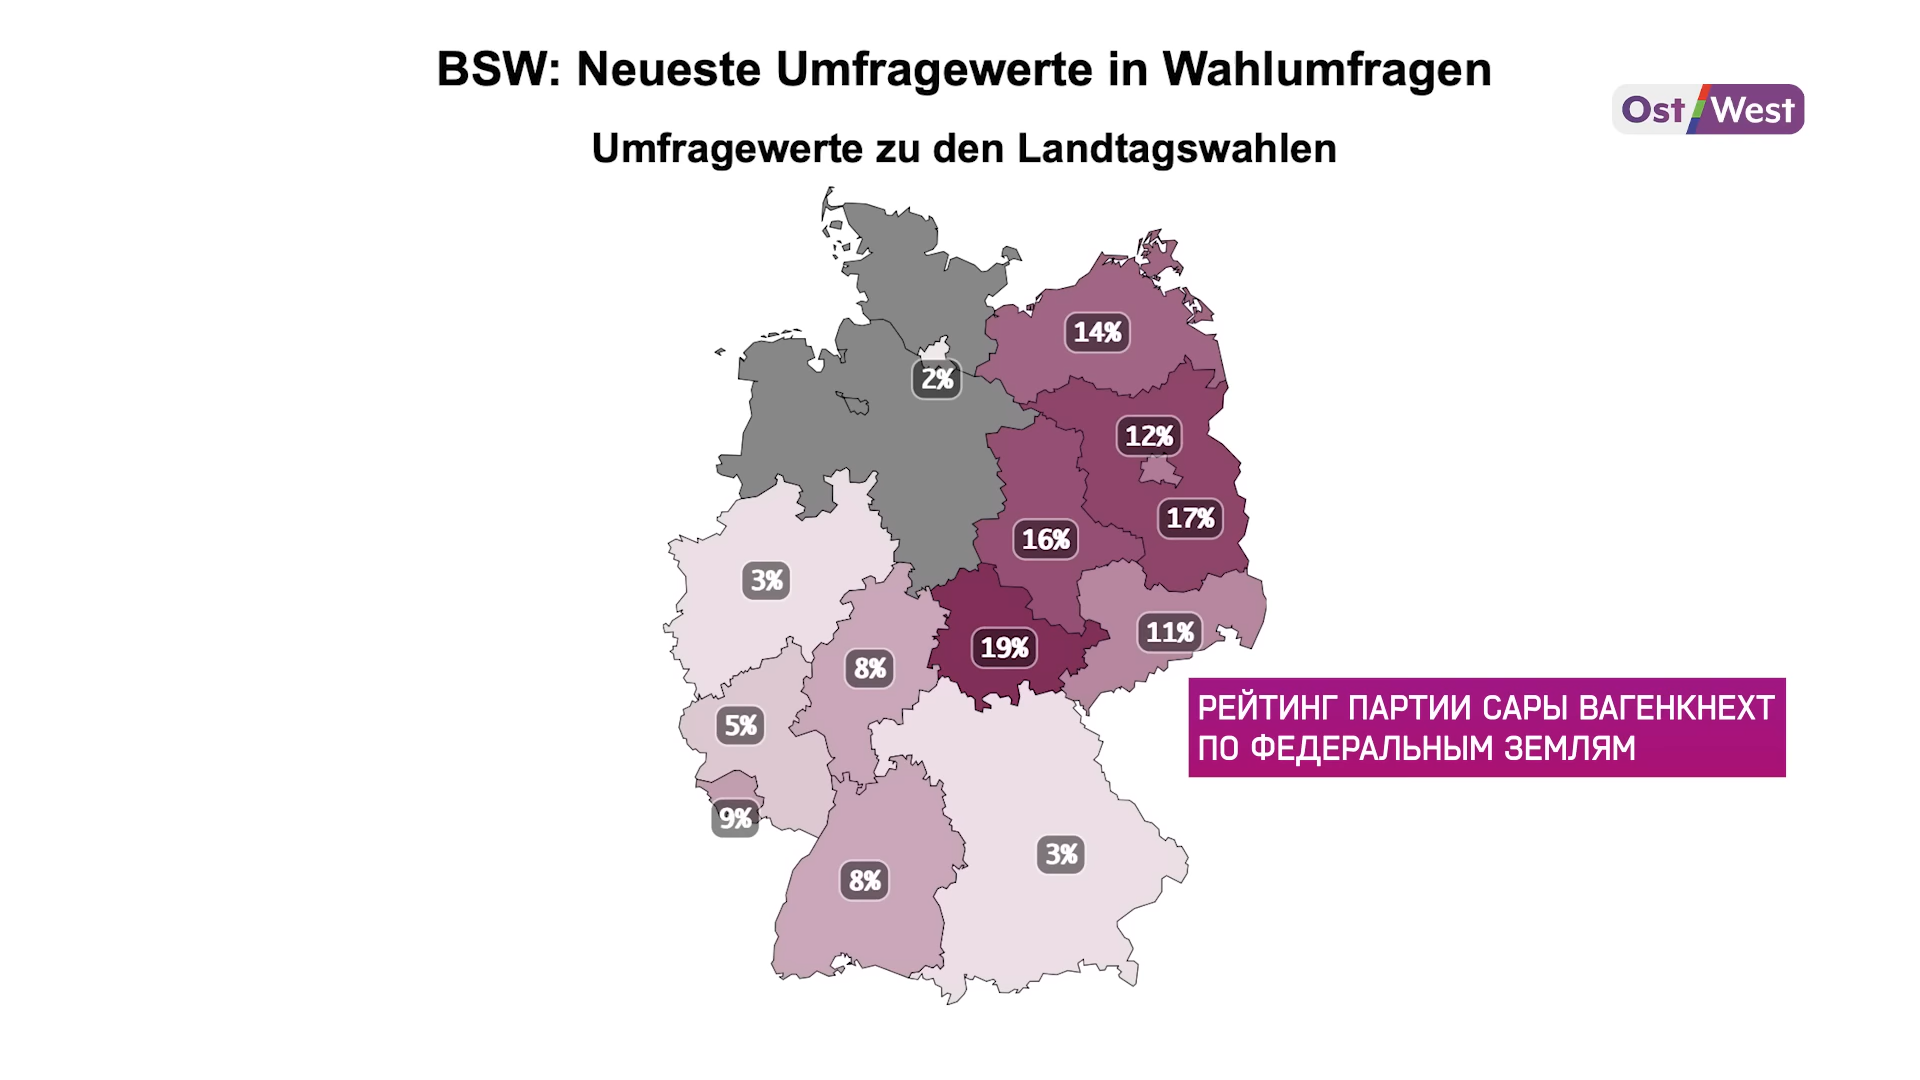 BSW: Neueste Umfragewerte in Wahlumfragen
Ost/West
Umfragewerte zu den Landtagswahlen
14%
2%
12%
17%
16%
3%
11%
19%
8%
5%
РЕЙТИНГ ПАРТИИ САРЫ ВАГЕНКНЕХТ
ПО ФЕДЕРАЛЬНЫМ ЗЕМЛЯМ
9%
3%
8%